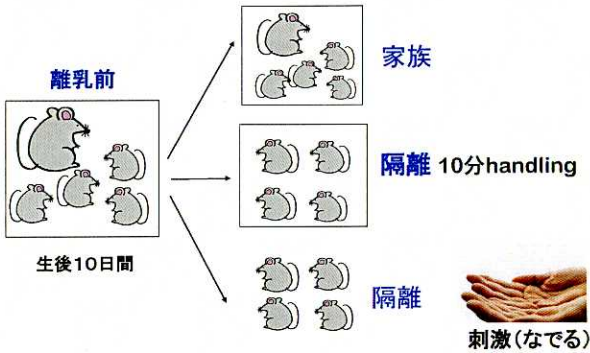 離乳前
生後10日間
家族
隔離 10分handling
隔離
刺激(なでる)